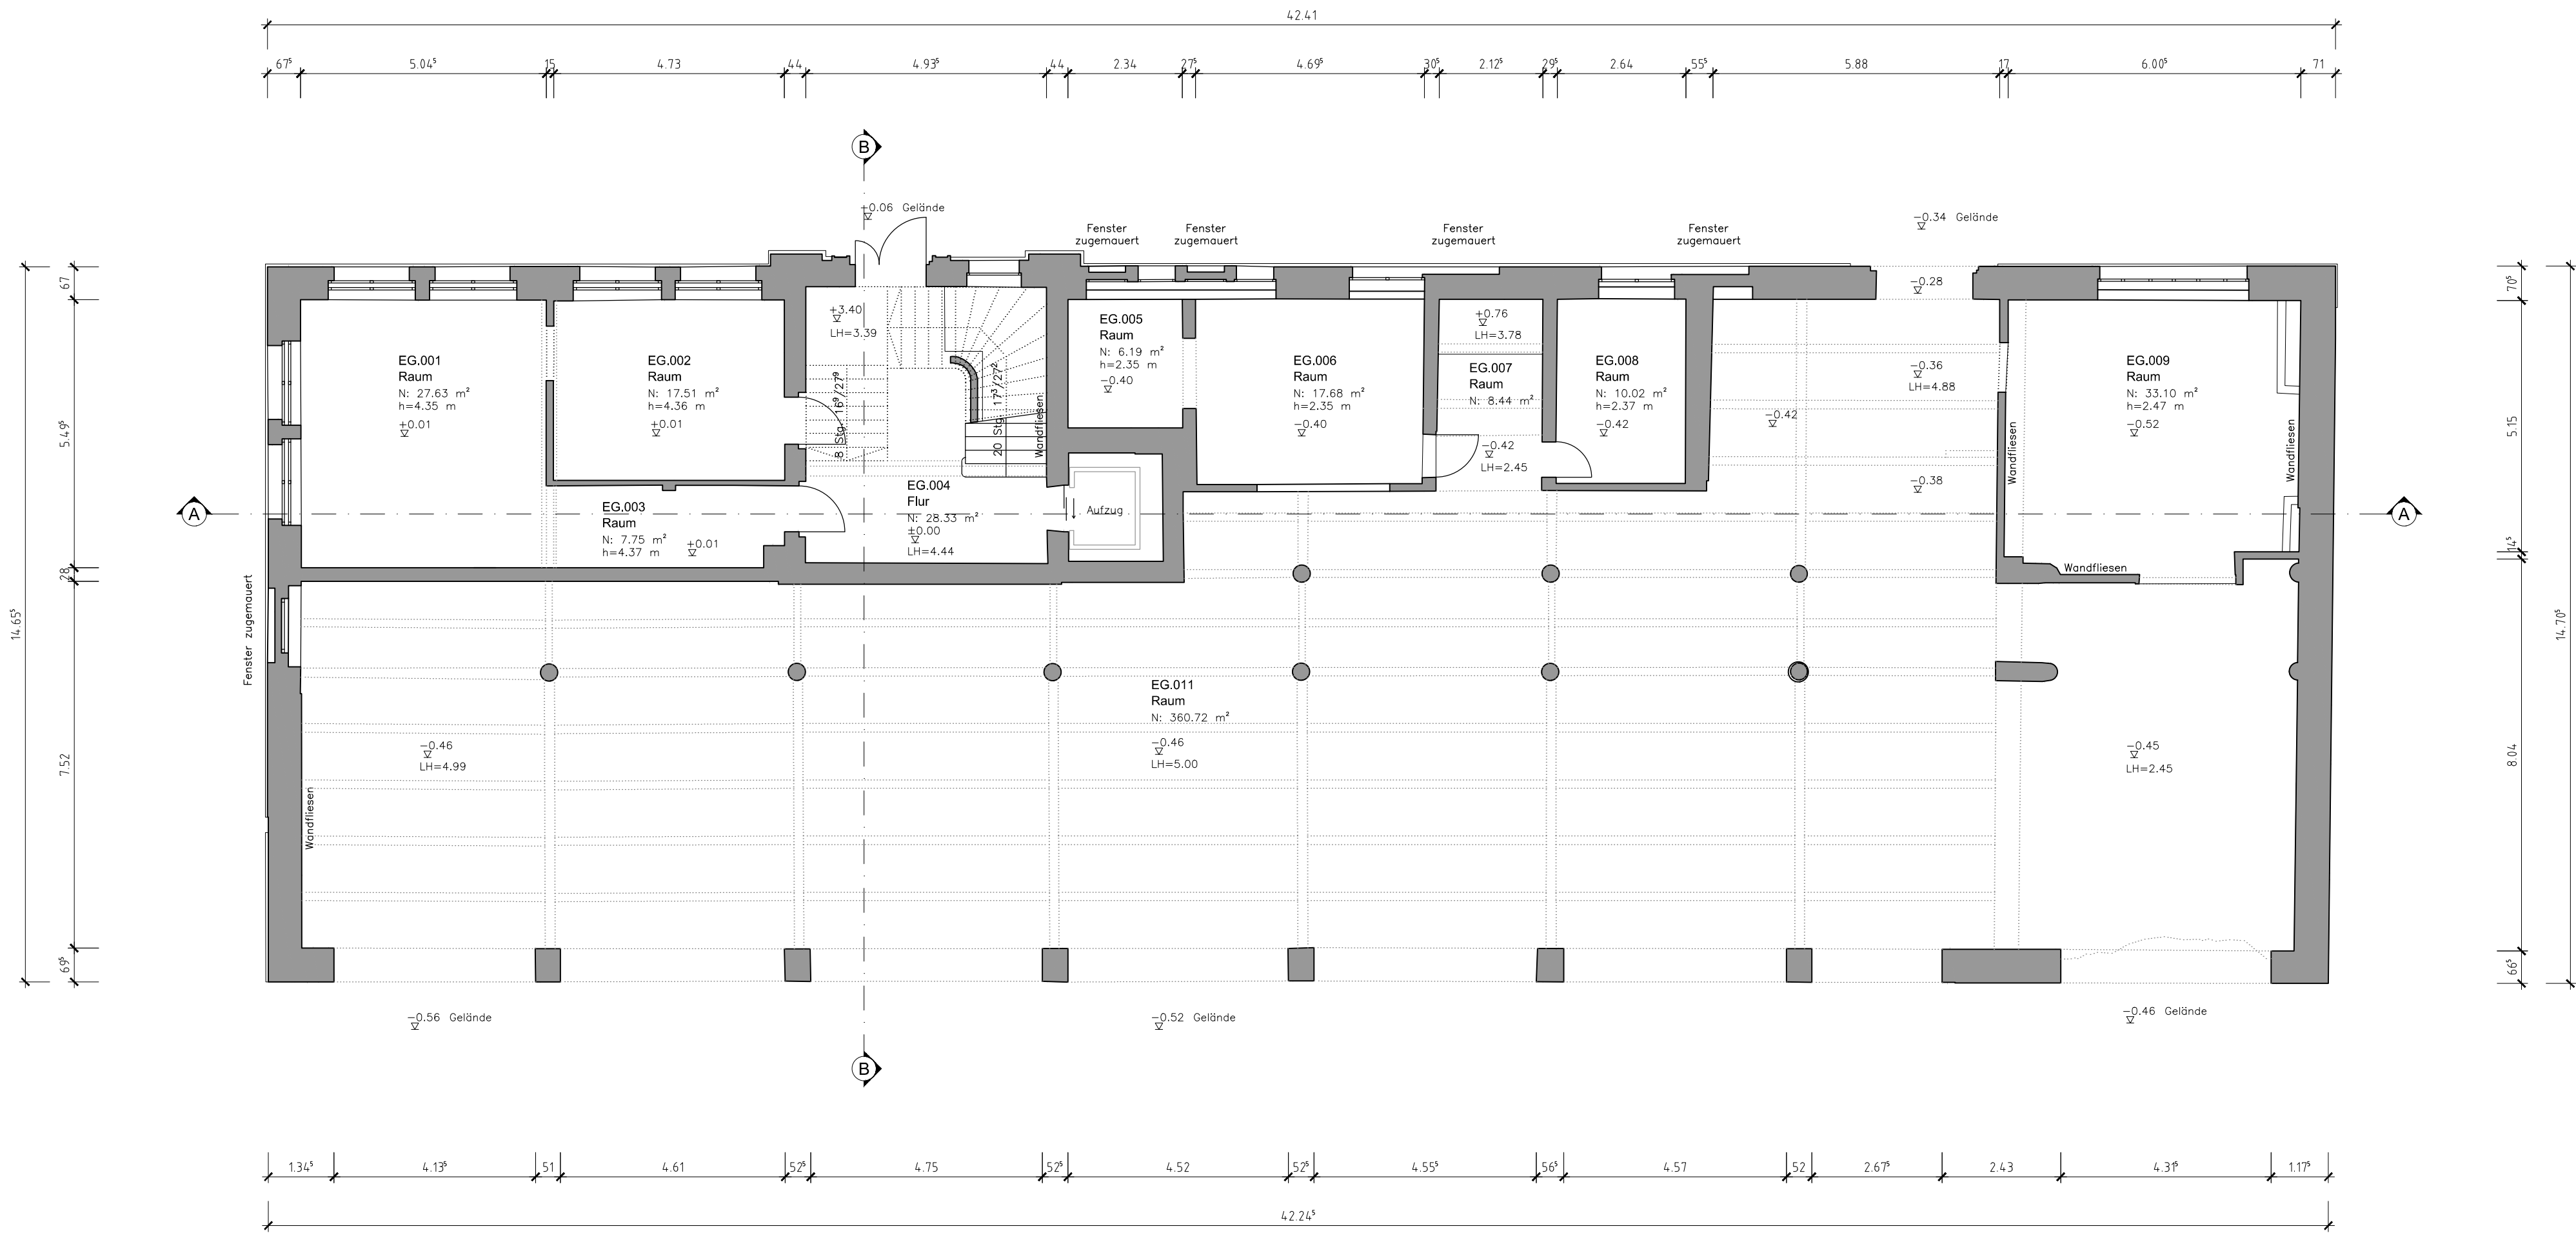 42.41
67⁵ 5.04⁵ 15 4.73 44 4.93⁵ 44 2.34 27⁵ 4.69⁵ 30⁵ 2.12⁵ 29⁵ 2.64 55⁵ 5.88 17 6.00⁵ 71
B
+0.06 Gelände
-0.34 Gelände
Fenster
zugemauert
Fenster
zugemauert
Fenster
zugemauert
Fenster
zugemauert
14.65⁵
67
5.49⁵
28
7.52
69⁵
EG.001
Raum
N: 27.63 m²
h=4.35 m
+0.01
EG.002
Raum
N: 17.51 m²
h=4.36 m
+0.01
EG.003
Raum
N: 7.75 m²
h=4.37 m
+0.01
+3.40
LH=3.39
8 Stg. 16⁹/27⁹
20 Stg. 17³/27²
Wandfliesen
EG.004
Flur
N: 28.33 m²
±0.00
LH=4.44
Aufzug
EG.005
Raum
N: 6.19 m²
h=2.35 m
-0.40
EG.006
Raum
N: 17.68 m²
h=2.35 m
-0.40
+0.76
LH=3.78
EG.007
Raum
N: 8.44 m²
-0.42
LH=2.45
EG.008
Raum
N: 10.02 m²
h=2.37 m
-0.42
-0.28
-0.36
LH=4.88
-0.42
-0.38
Wandfliesen
EG.009
Raum
N: 33.10 m²
h=2.47 m
-0.52
Wandfliesen
Wandfliesen
A
A
Fenster zugemauert
EG.011
Raum
N: 360.72 m²
-0.46
LH=5.00
-0.46
LH=4.99
-0.45
LH=2.45
Wandfliesen
70⁵
5.15
14⁵
8.04
66⁵
14.70⁵
-0.56 Gelände
-0.52 Gelände
-0.46 Gelände
B
1.34⁵ 4.13⁵ 51 4.61 52⁵ 4.75 52⁵ 4.52 52⁵ 4.55⁵ 56⁵ 4.57 52 2.67⁵ 2.43 4.31⁵ 1.17⁵
42.24⁵